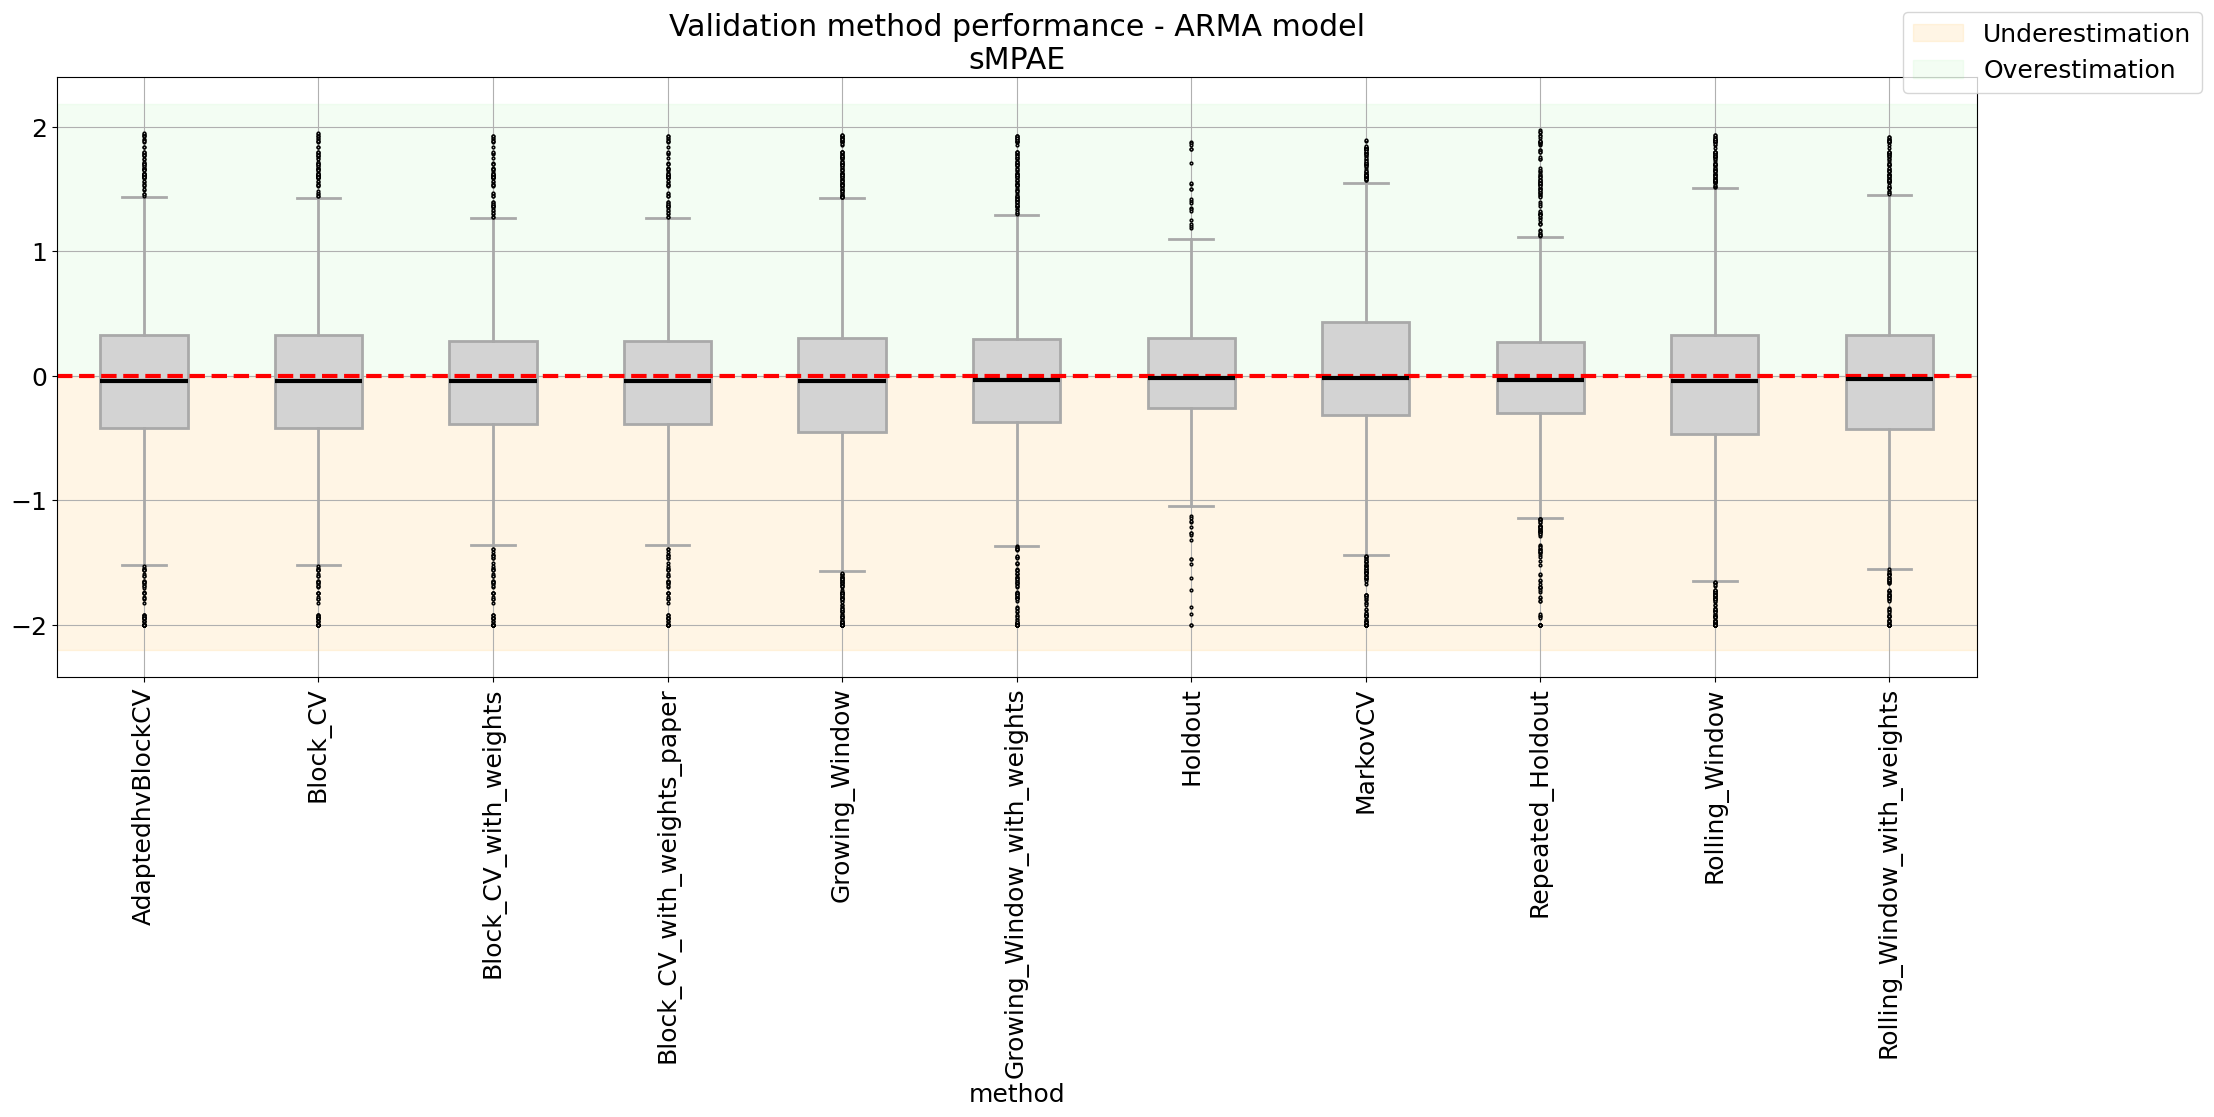 Validation method performance - ARMA model
sMPAE
Underestimation
Overestimation
2
1
0
−1
−2
AdaptedhvBlockCV
Block_CV
Block_CV_with_weights
Block_CV_with_weights_paper
Growing_Window
Growing_Window_with_weights
Holdout
MarkovCV
Repeated_Holdout
Rolling_Window
Rolling_Window_with_weights
method